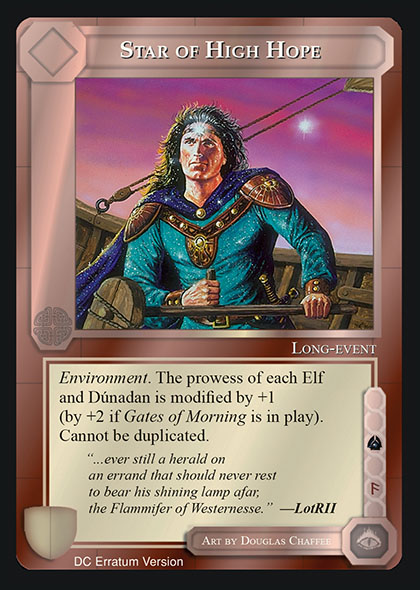 Star of High Hope
Long-event
Environment. The prowess of each Elf
and Dúnadan is modified by +1
(by +2 if Gates of Morning is in play).
Cannot be duplicated.
“...ever still a herald on
an errand that should never rest
to bear his shining lamp afar,
the Flammifer of Westernesse.” —LotRII
Art by Douglas Chaffee
DC Erratum Version